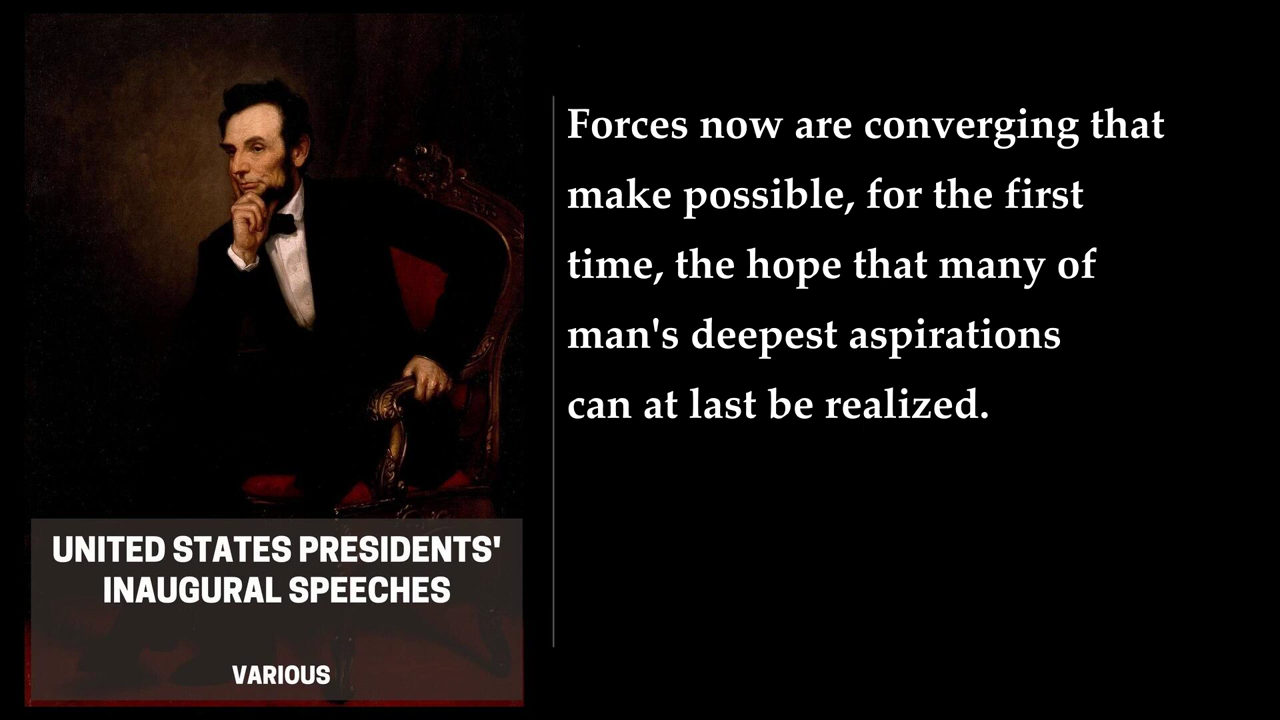 Forces now are converging that
make possible, for the first
time, the hope that many of
man's deepest aspirations
can at last be realized.
UNITED STATES PRESIDENTS'
INAUGURAL SPEECHES
VARIOUS